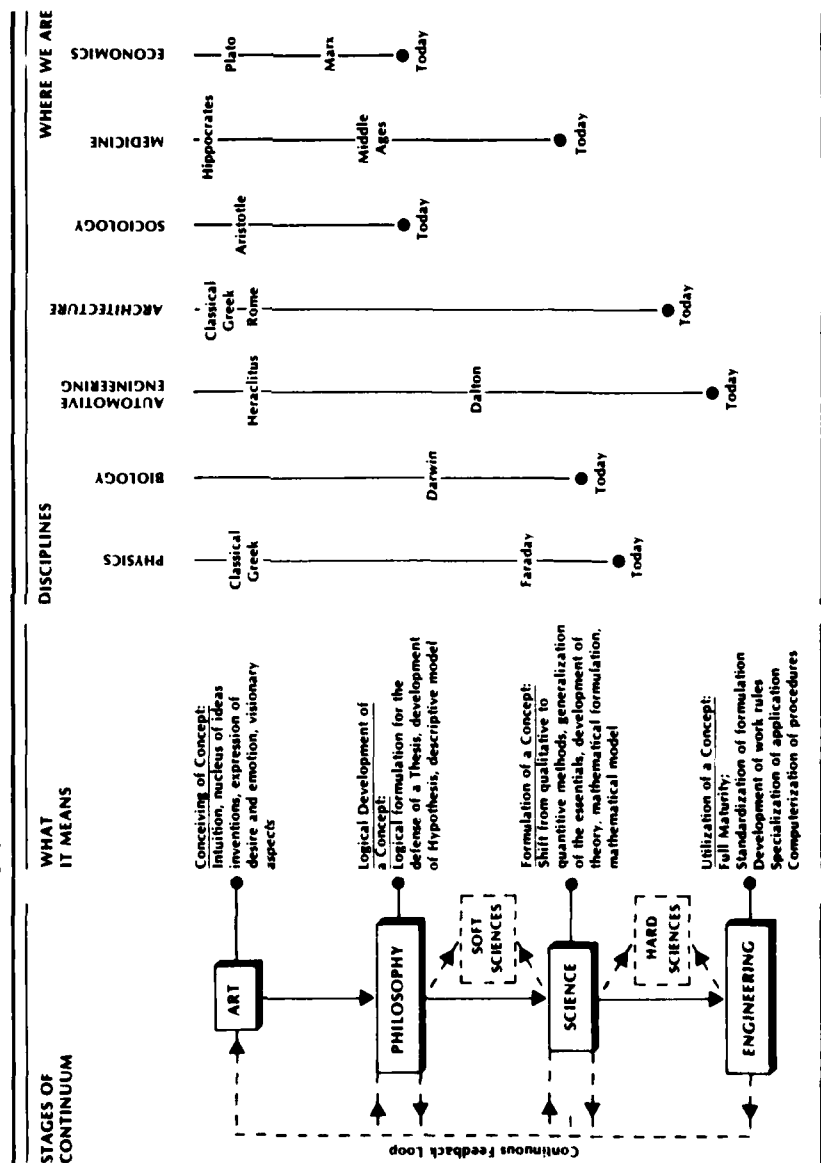 STAGES OF
CONTINUUM
WHAT
IT MEANS
DISCIPLINES
WHERE WE ARE
PHYSICS
BIOLOGY
AUTOMOTIVE
ENGINEERING
ARCHITECTURE
SOCIOLOGY
MEDICINE
ECONOMICS
ART
Conceiving of Concept:
Intuition, nucleus of ideas
inventions, expression of
desire and emotion, visionary
aspects
PHILOSOPHY
Logical Development of
a Concept:
Logical formulation for the
defense of a Thesis, development
of Hypothesis, descriptive model
SOFT
SCIENCES
SCIENCE
Formulation of a Concept:
Shift from qualitative to
quantitative methods, generalization
of the essentials, development of
theory, mathematical formulation,
mathematical model
HARD
SCIENCES
ENGINEERING
Utilization of a Concept:
Full Maturity;
Standardization of formulation
Development of work rules
Specialization of application
Computerization of procedures
Continuous Feedback Loop
Classical
Greek
Faraday
Today
Darwin
Today
Heraclitus
Dalton
Today
Classical
Greek
Rome
Today
Aristotle
Today
Hippocrates
Middle
Ages
Today
Plato
Marx
Today